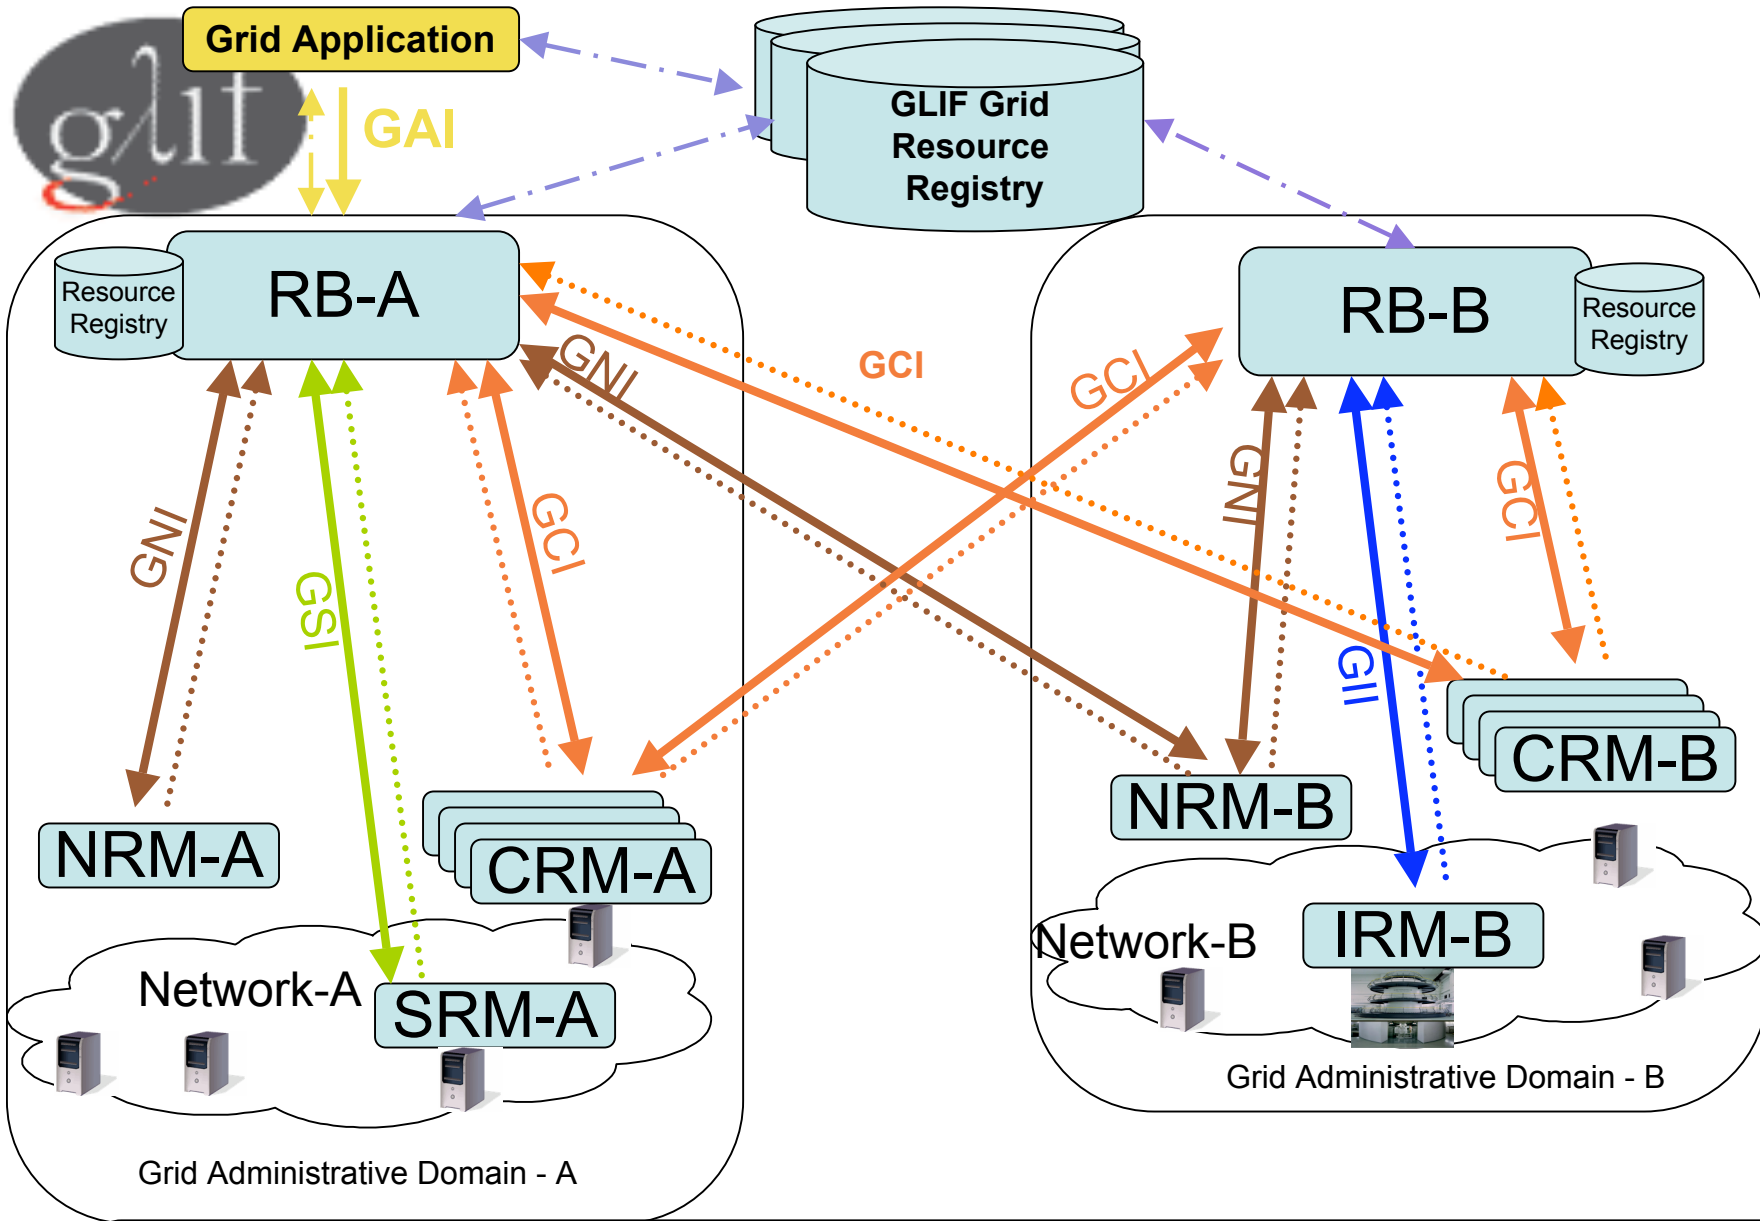 Grid Application
gλif
GAI
GLIF Grid
Resource
Registry
Resource
Registry
RB-A
RB-B
Resource
Registry
GNI
GCI
GCI
GNI
GSI
GCI
GNI
GCI
GII
NRM-A
CRM-A
NRM-B
CRM-B
Network-A
SRM-A
Network-B
IRM-B
Grid Administrative Domain - B
Grid Administrative Domain - A